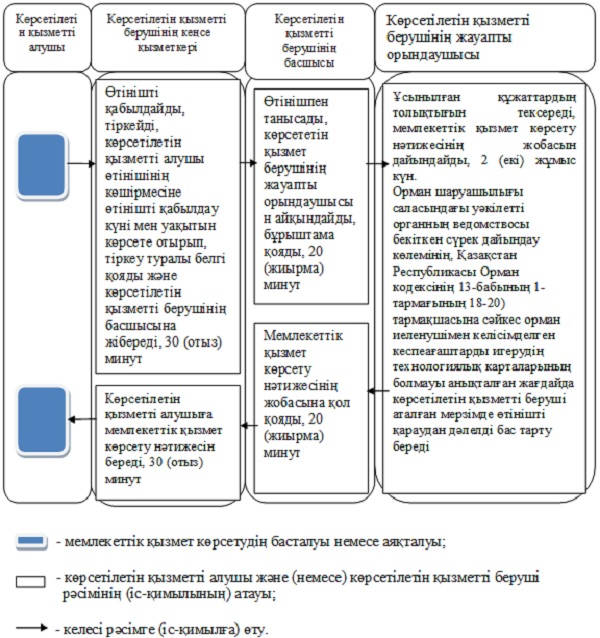 Көрсетілеті
н қызметті
алушы
Көрсетілетін қызметті
берушінің кеңсе
қызметкері
Көрсетілетін
қызметті
берушінің
басшысы
Көрсетілетін қызметті
берушінің жауапты
орындаушысы
Өтінішті
қабылдайды,
тіркейді,
көрсетілетін
қызметті алушы
өтінішінің
көшірмесіне
өтінішті қабылдау
күні мен уақытын
көрсете отырып,
тіркеу туралы белгі
қояды және
көрсетілетін
қызметті берушінің
басшысына
жібереді, 30 (отыз)
минут
Өтінішпен
танысады,
көрсететін
қызмет
берушінің
жауапты
орындаушысы
н айқындайды,
бұрыштама
қояды, 20
(жиырма)
минут
Ұсынылған құжаттардың
толықтығын тексереді,
мемлекеттік қызмет көрсету
нәтижесінің жобасын
дайындайды, 2 (екі) жұмыс
күн.
Орман шаруашылығы
саласындағы уәкілетті
органның ведомствосы
бекіткен сүрек дайындау
көлемінің, Қазақстан
Республикасы Орман
кодексінің 13-бабының 1-
тармағының 18-20)
тармақшасына сәйкес орман
иеленушімен келісімделген
кеспеағаштарды игерудің
технологиялық карталарының
болмауы анықталған жағдайда
көрсетілетін қызметті беруші
аталған мерзімде өтінішті
қараудан дәлелді бас тарту
береді
Мемлекеттік
қызмет
көрсету
нәтижесінің
жобасына қол
қояды, 20
(жиырма)
минут
Көрсетілетін
қызметті алушыға
мемлекеттік қызмет
көрсету нәтижесін
береді, 30 (отыз)
минут
- мемлекеттік қызмет көрсетудің басталуы немесе аяқталуы;
- көрсетілетін қызметті алушы және (немесе) көрсетілетін қызметті беруші
рәсімінің (іс-қимылының) атауы;
- келесі рәсімге (іс-қимылға) өту.